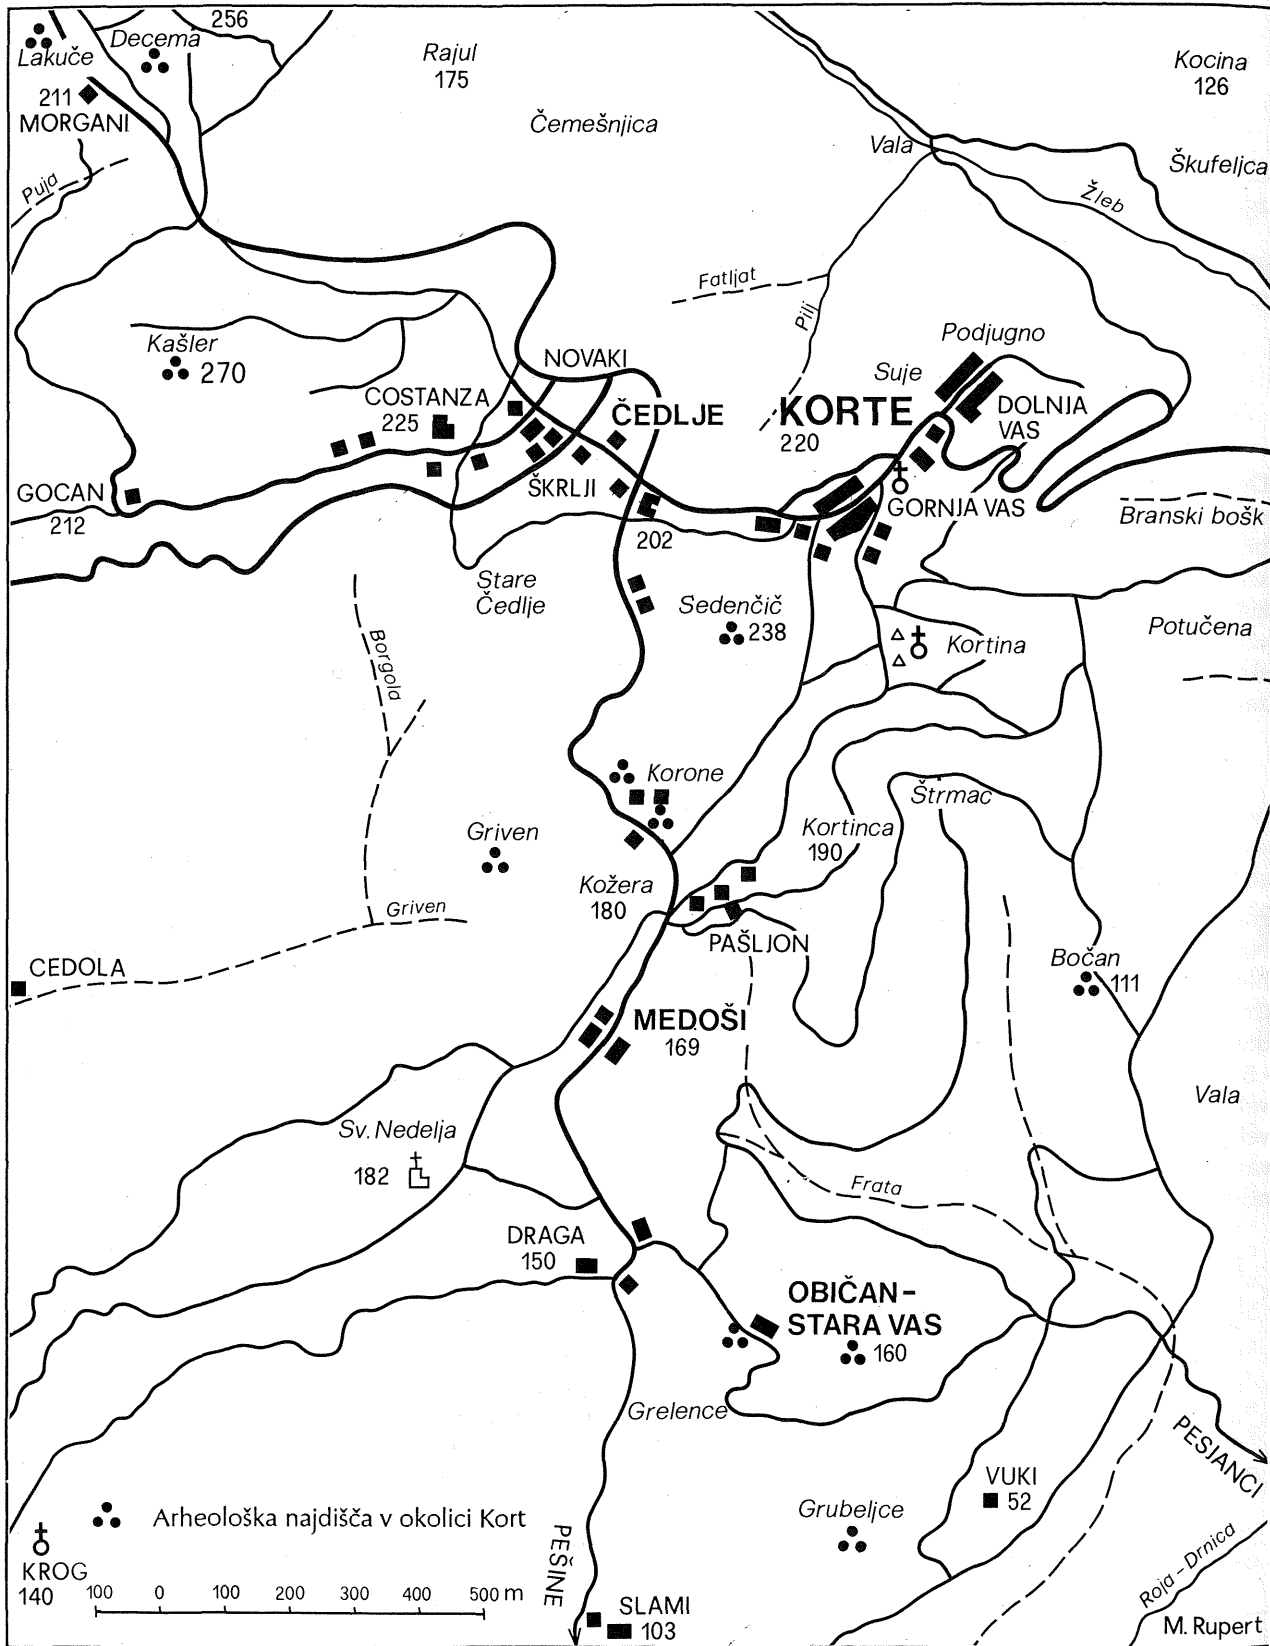 256
Lakuče
Decema
Rajul
175
Kocina
126
211
MORGANI
Čemešnjica
Vala
Škufeljca
Puja
Žleb
Fatljat
Pilj
Kašler
270
NOVAKI
Podjugno
Suje
COSTANZA
225
ČEDLJE
KORTE
220
DOLNJA
VAS
GOCAN
212
ŠKRLJI
GORNJA VAS
Branski bošk
202
Stare
Čedlje
Sedenčič
238
Kortina
Potučena
Borgola
Korone
Štrmac
Griven
Kortinca
190
Kožera
180
Griven
PAŠLJON
CEDOLA
Bočan
111
MEDOŠI
169
Vala
Sv. Nedelja
182
Frata
DRAGA
150
OBIČAN-
STARA VAS
160
Grelence
PESJANCI
VUKI
52
Grubeljce
Arheološka najdišča v okolici Kort
PEŠINE
Roja-Drnica
KROG
140
100 0 100 200 300 400 500 m
SLAMI
103
M. Rupert